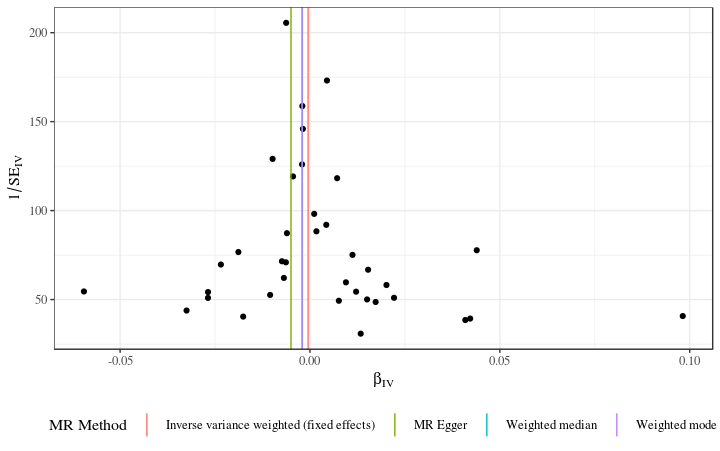 200
150
100
50
1/SE_IV
-0.05
0.00
0.05
0.10
β_IV
MR Method
Inverse variance weighted (fixed effects)
MR Egger
Weighted median
Weighted mode